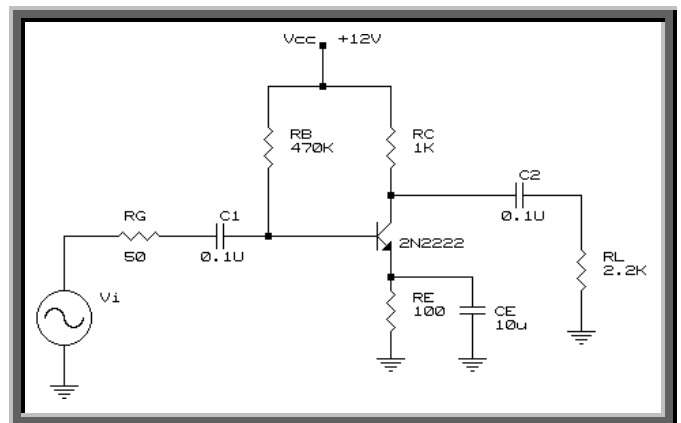 Vcc +12V
RB
470K
RC
1K
C2
0.1U
RG
50
C1
0.1U
2N2222
RL
2.2K
Vi
RE
100
CE
10u